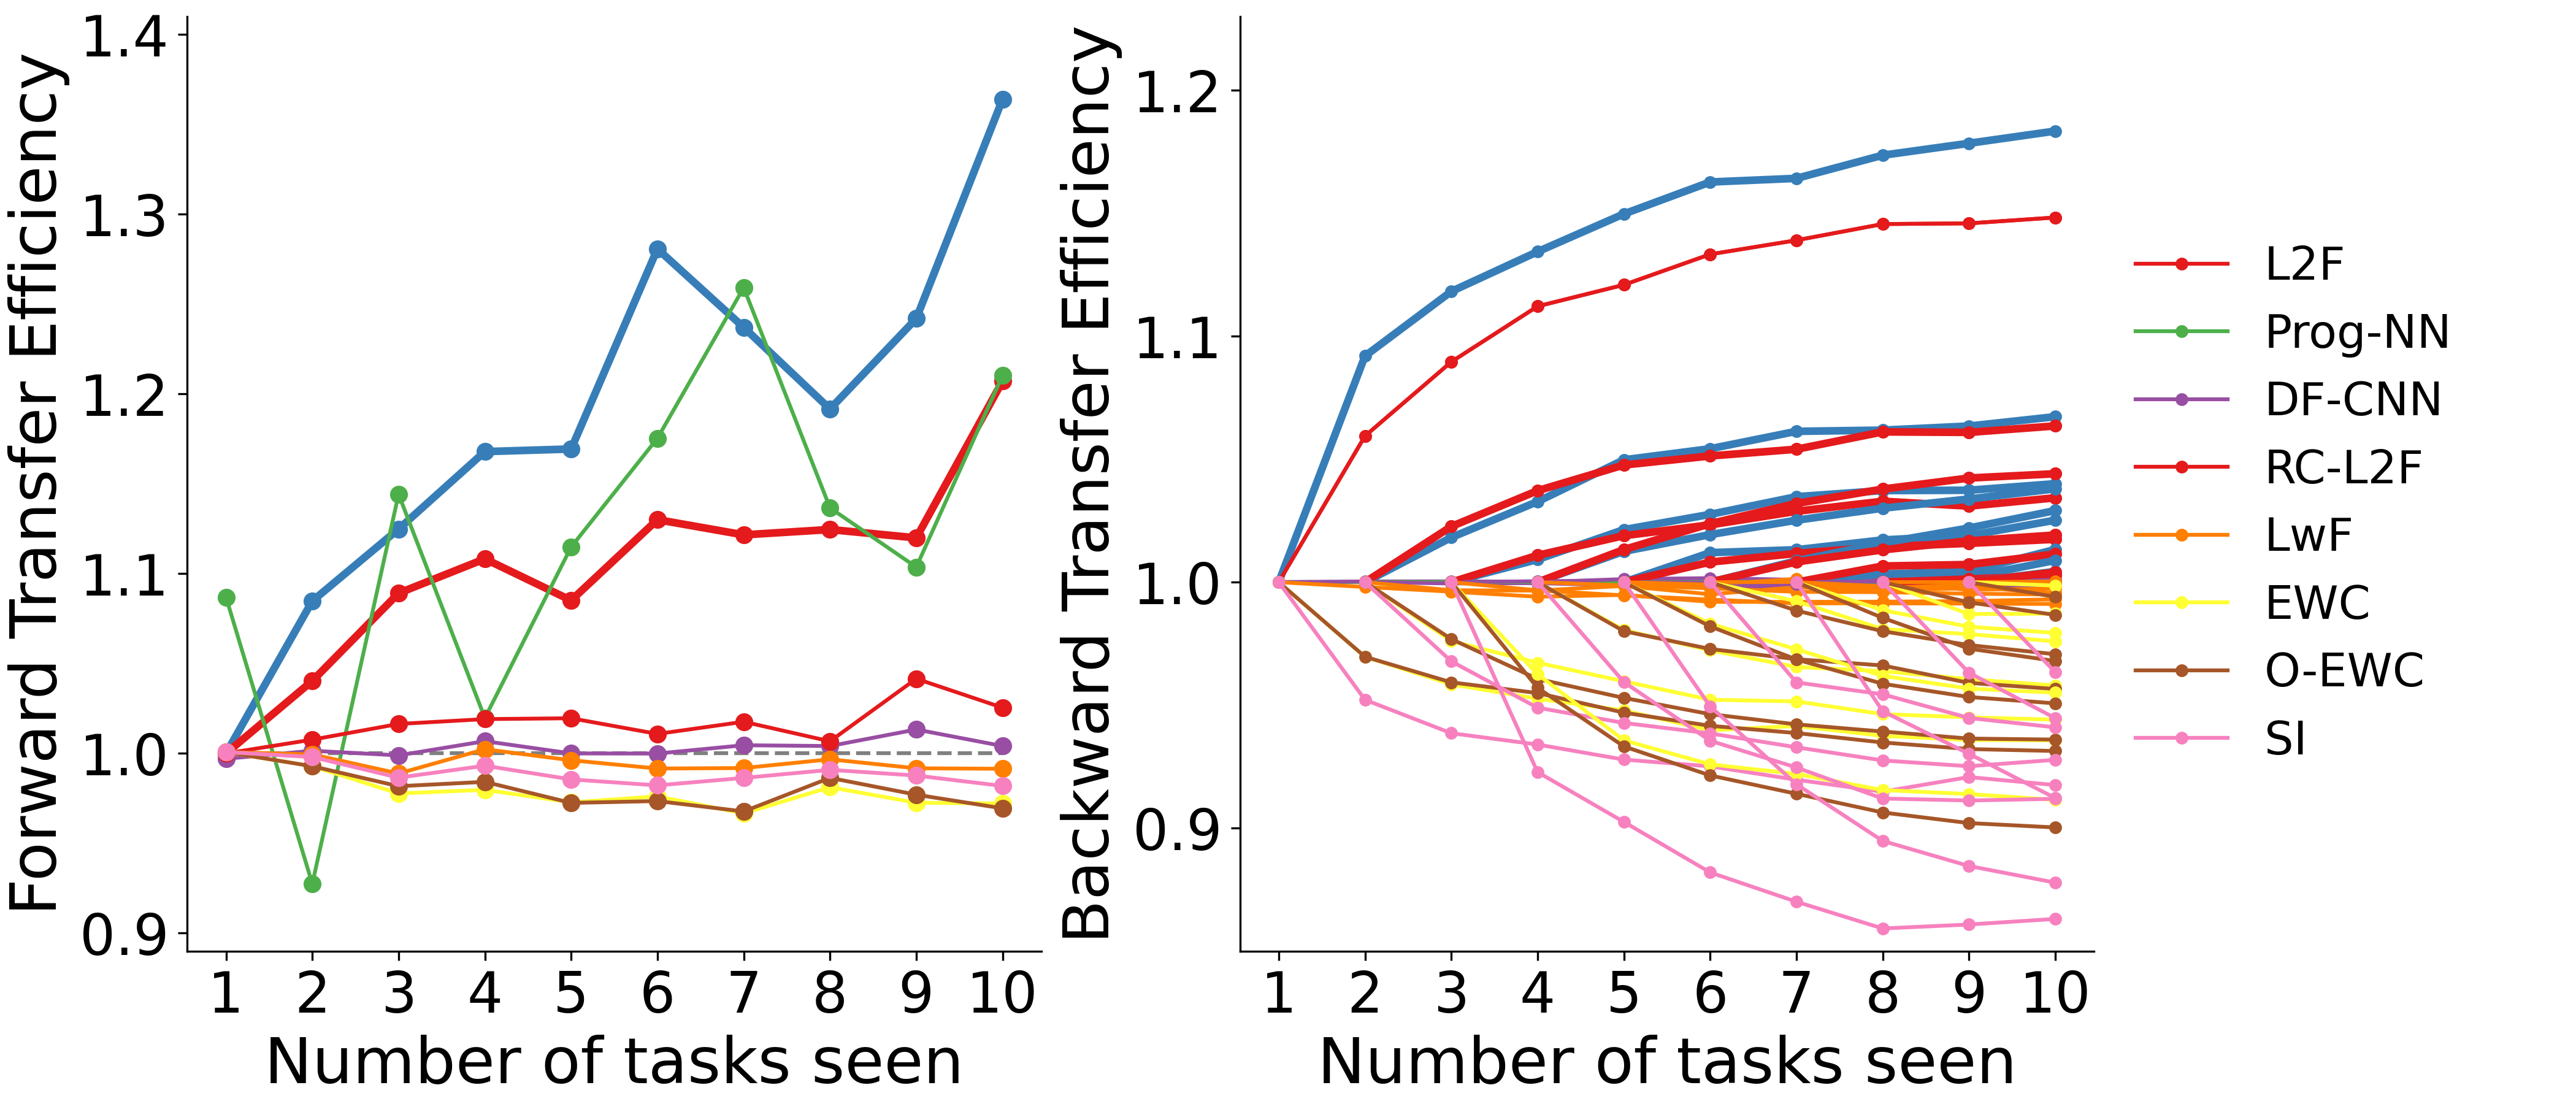 Forward Transfer Efficiency
1.4
1.3
1.2
1.1
1.0
0.9
1 2 3 4 5 6 7 8 9 10
Number of tasks seen
Backward Transfer Efficiency
1.2
1.1
1.0
0.9
1 2 3 4 5 6 7 8 9 10
Number of tasks seen
L2F
Prog-NN
DF-CNN
RC-L2F
LwF
EWC
O-EWC
SI